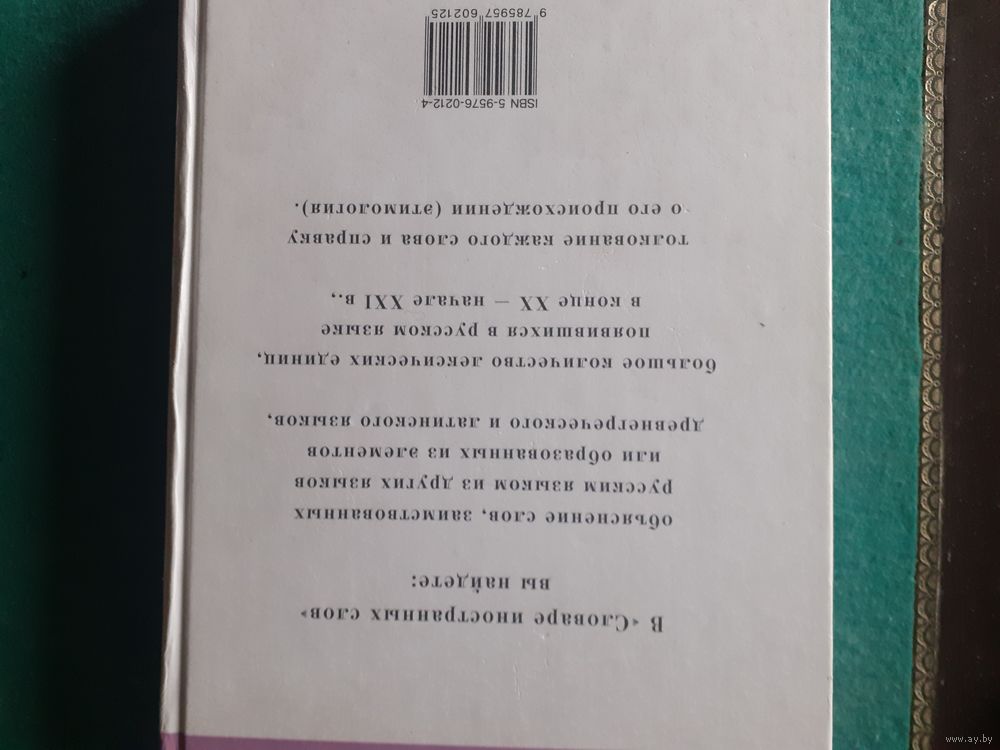 В «Словаре иностранных слов»
вы найдете:
объяснение слов, заимствованных
русским языком из других языков
или образованных из элементов
древнегреческого и латинского языков,
большое количество лексических единиц,
появившихся в русском языке
в конце XX – начале XXI в.,
толкование каждого слова и справку
о его происхождении (этимология).
ISBN 5-9576-0212-4
9 785957 602125
www.ay.by